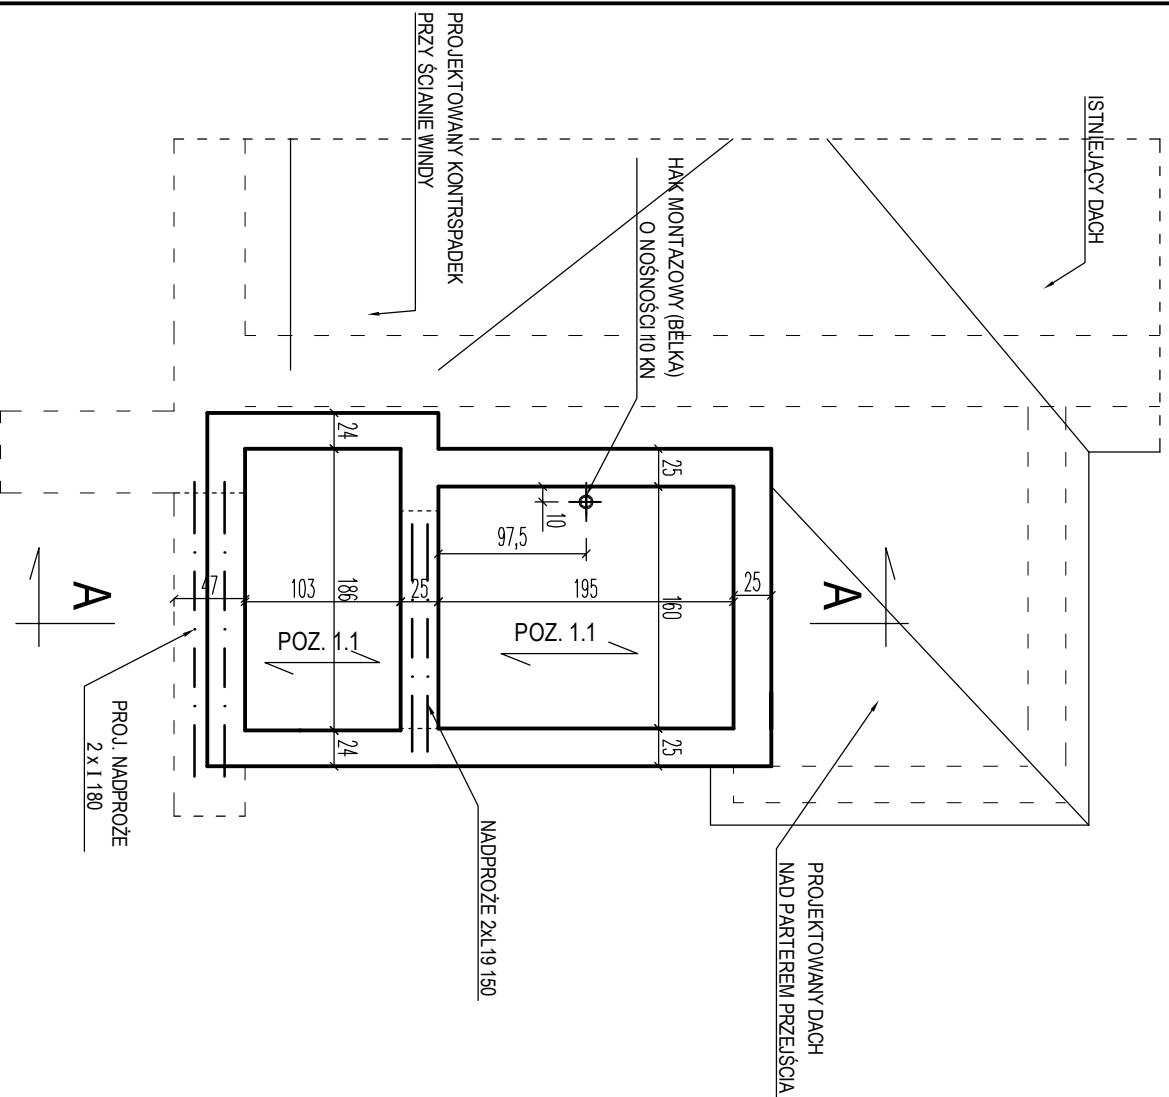 ISTNIEJĄCY DACH
PROJEKTOWANY KONTRSPADEK
PRZY ŚCIANIE WINDY
HAK MONTAZOWY (BELKA)
O NOŚNOŚCI 10 KN
24
25
10
97,5
47
103
186
25
195
160
25
A
A
POZ. 1.1
POZ. 1.1
24
25
PROJ. NADPROŻE
2 x I 180
NADPROŻE 2xL19 150
PROJEKTOWANY DACH
NAD PARTEREM PRZEJŚCIA